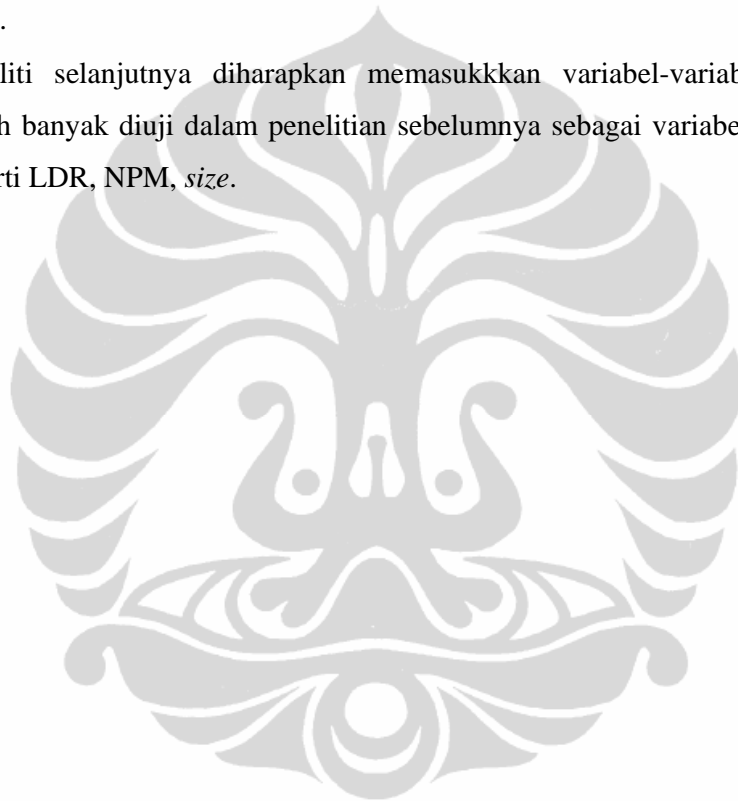 .
liti selanjutnya diharapkan memasukkkan variabel-variab
h banyak diuji dalam penelitian sebelumnya sebagai variabe
rti LDR, NPM, size.